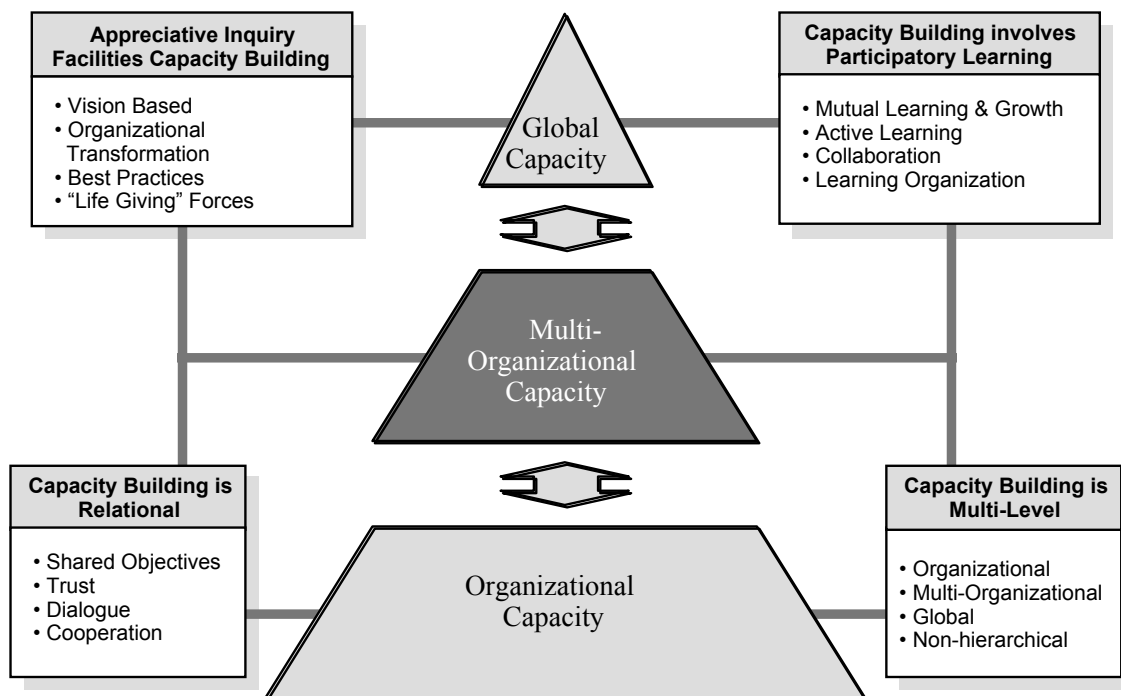 Appreciative Inquiry
Facilities Capacity Building
• Vision Based
• Organizational
Transformation
• Best Practices
• “Life Giving” Forces
Global
Capacity
Capacity Building involves
Participatory Learning
• Mutual Learning & Growth
• Active Learning
• Collaboration
• Learning Organization
Multi-
Organizational
Capacity
Capacity Building is
Relational
• Shared Objectives
• Trust
• Dialogue
• Cooperation
Organizational
Capacity
Capacity Building is
Multi-Level
• Organizational
• Multi-Organizational
• Global
• Non-hierarchical